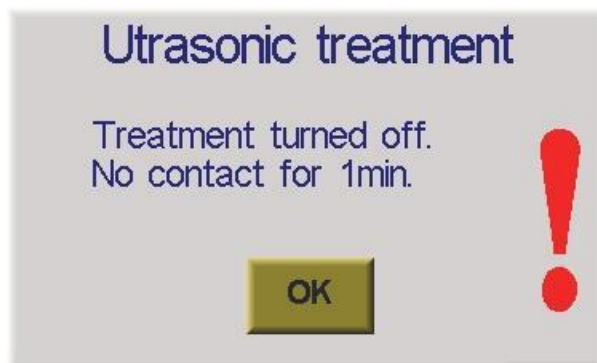 Utrasonic treatment
Treatment turned off.
No contact for 1min.
OK